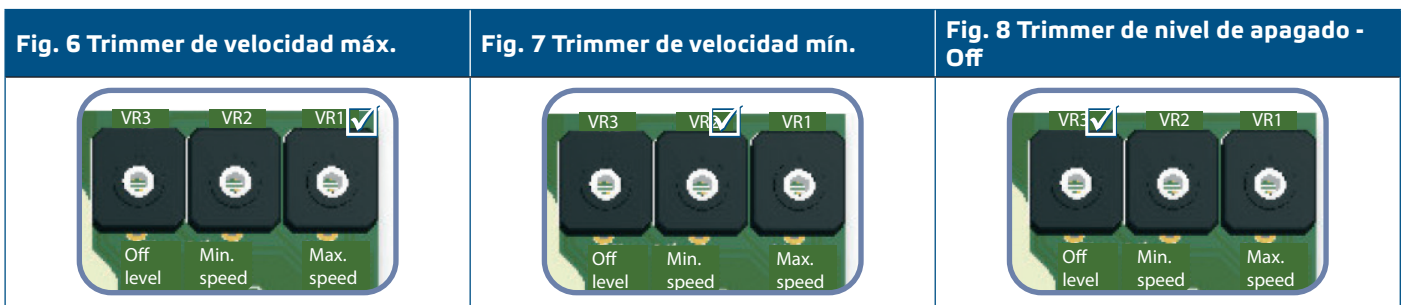 Fig. 6 Trimmer de velocidad máx.
Fig. 7 Trimmer de velocidad mín.
Fig. 8 Trimmer de nivel de apagado -
Off
VR3 VR2 VR1
Off Min. Max.
level speed speed
VR3 VR VR1
Off Min. Max.
level speed speed
VR3 VR2 VR1
Off Min. Max.
level speed speed